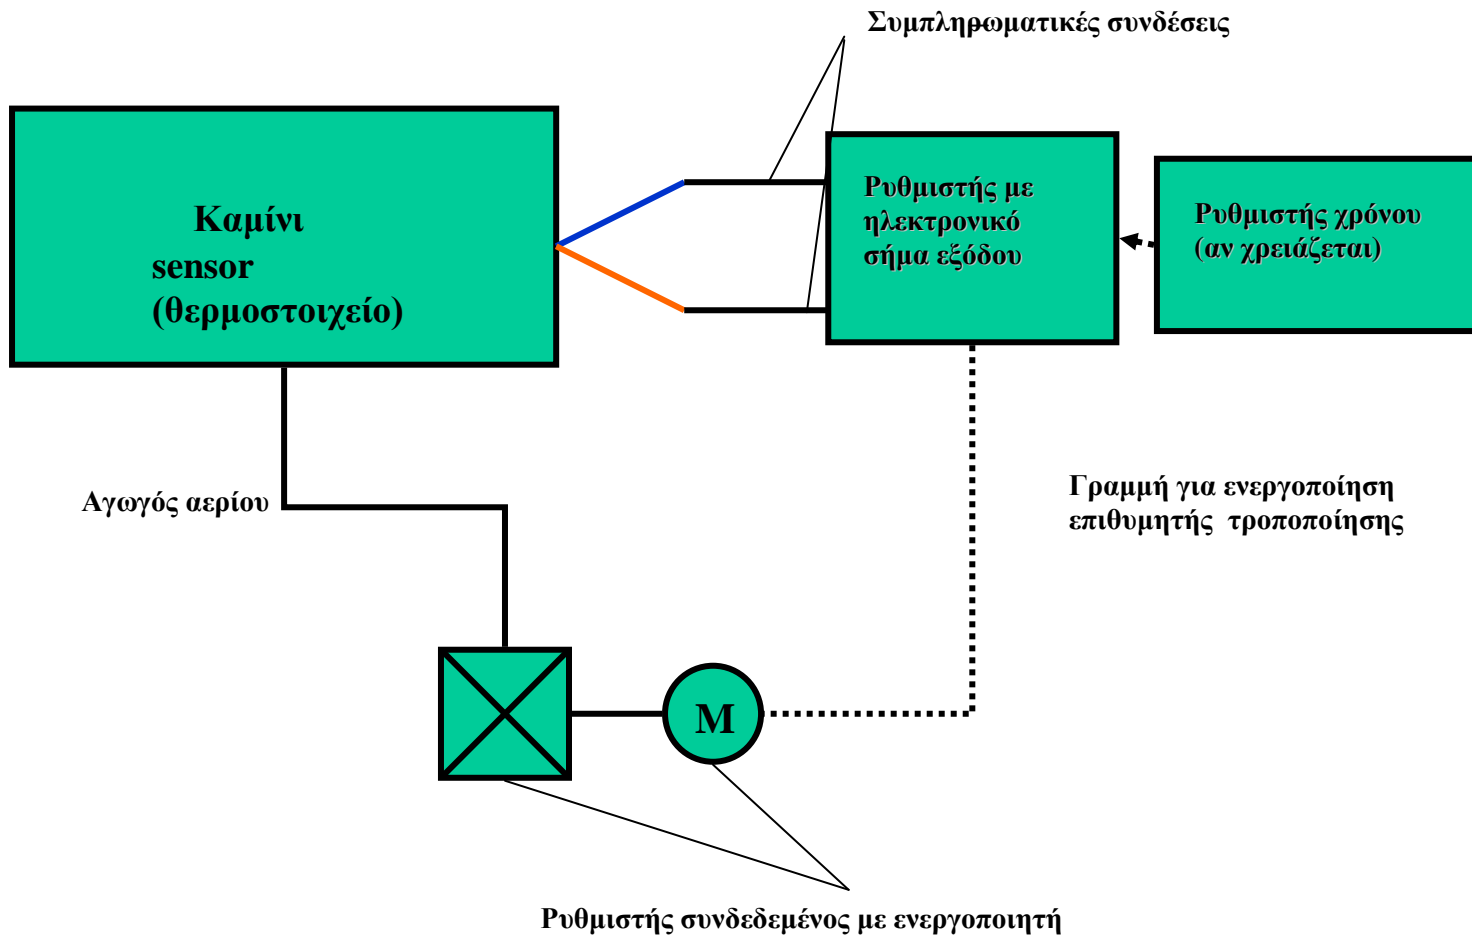 Συμπληρωματικές συνδέσεις
Καμίνι
sensor
(θερμοστοιχείο)
Ρυθμιστής με
ηλεκτρονικό
σήμα εξόδου
Ρυθμιστής χρόνου
(αν χρειάζεται)
Αγωγός αερίου
Γραμμή για ενεργοποίηση
επιθυμητής τροποποίησης
M
Ρυθμιστής συνδεδεμένος με ενεργοποιητή